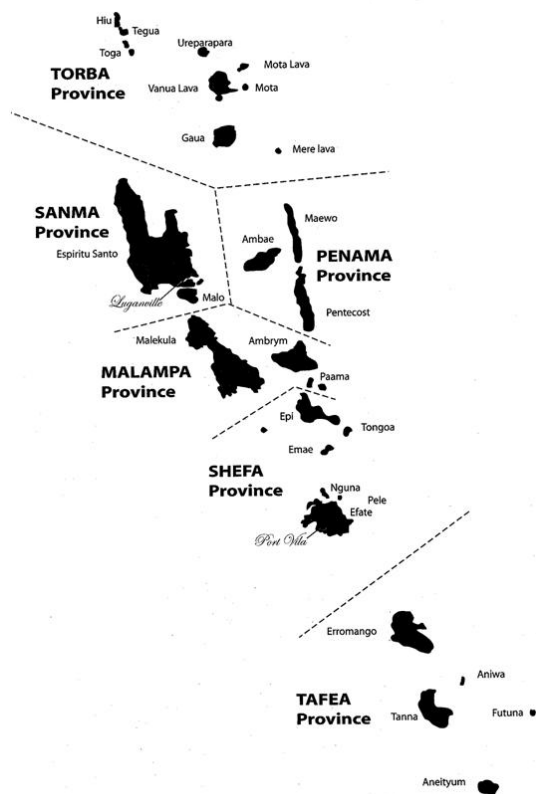 Hiu
Tegua
Toga
Ureparapara
Mota Lava
TORBA
Province
Vanua Lava
Mota
Gaua
Mere lava
SANMA
Province
Maewo
Ambae
PENAMA
Province
Espiritu Santo
Luganville
Malo
Pentecost
Malekula
Ambrym
MALAMPA
Province
Paama
Epi
Tongoa
Emae
SHEFA
Province
Nguna
Pele
Efate
Port Vila
Erromango
Aniwa
TAFEA
Province
Tanna
Futuna
Aneityum